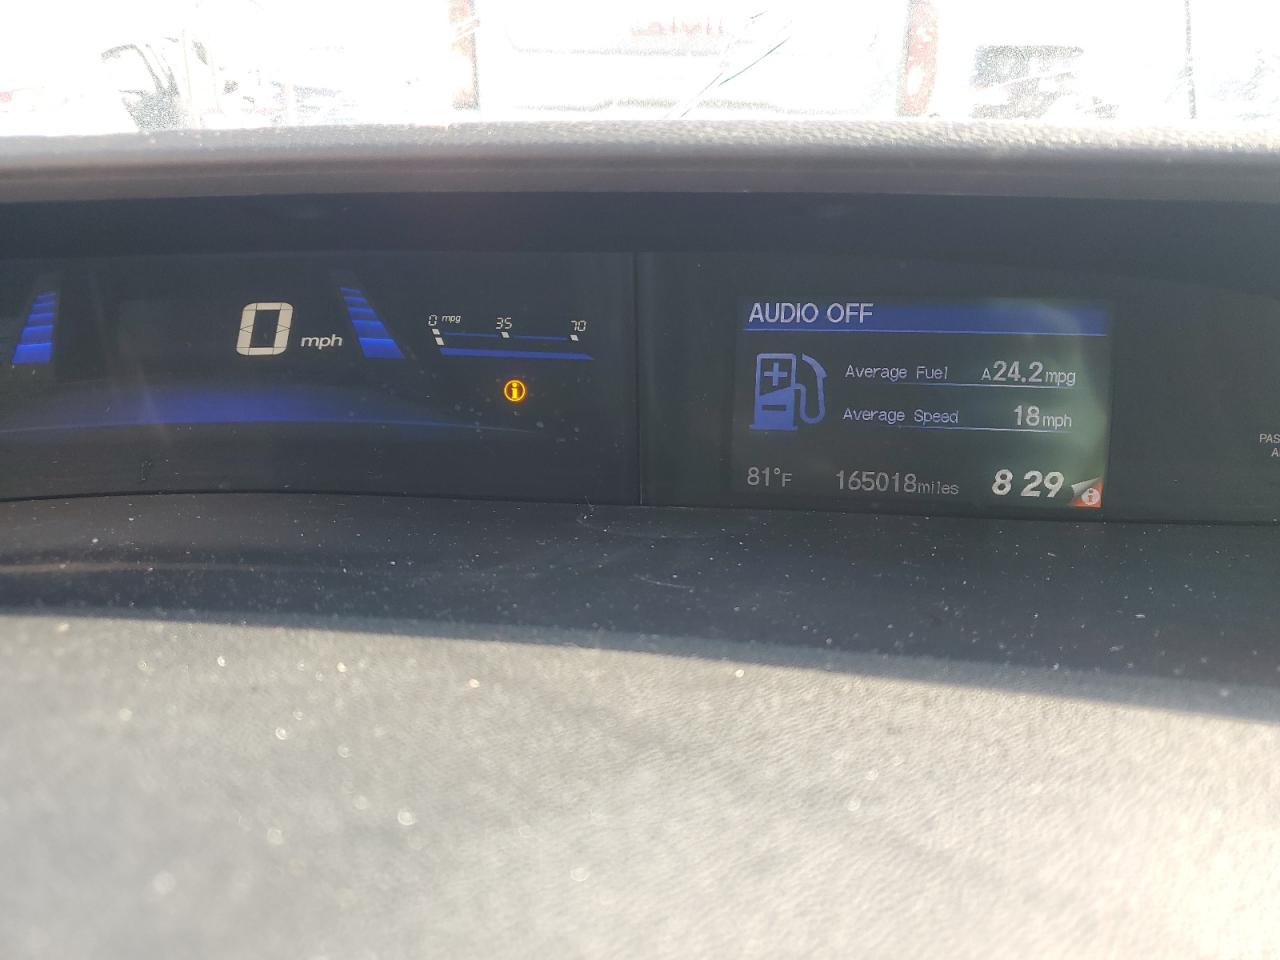 0 mph
0 mpg 35 70
AUDIO OFF
Average Fuel A24.2mpg
Average Speed 18mph
81°F 165018miles 8 29
PAS
A